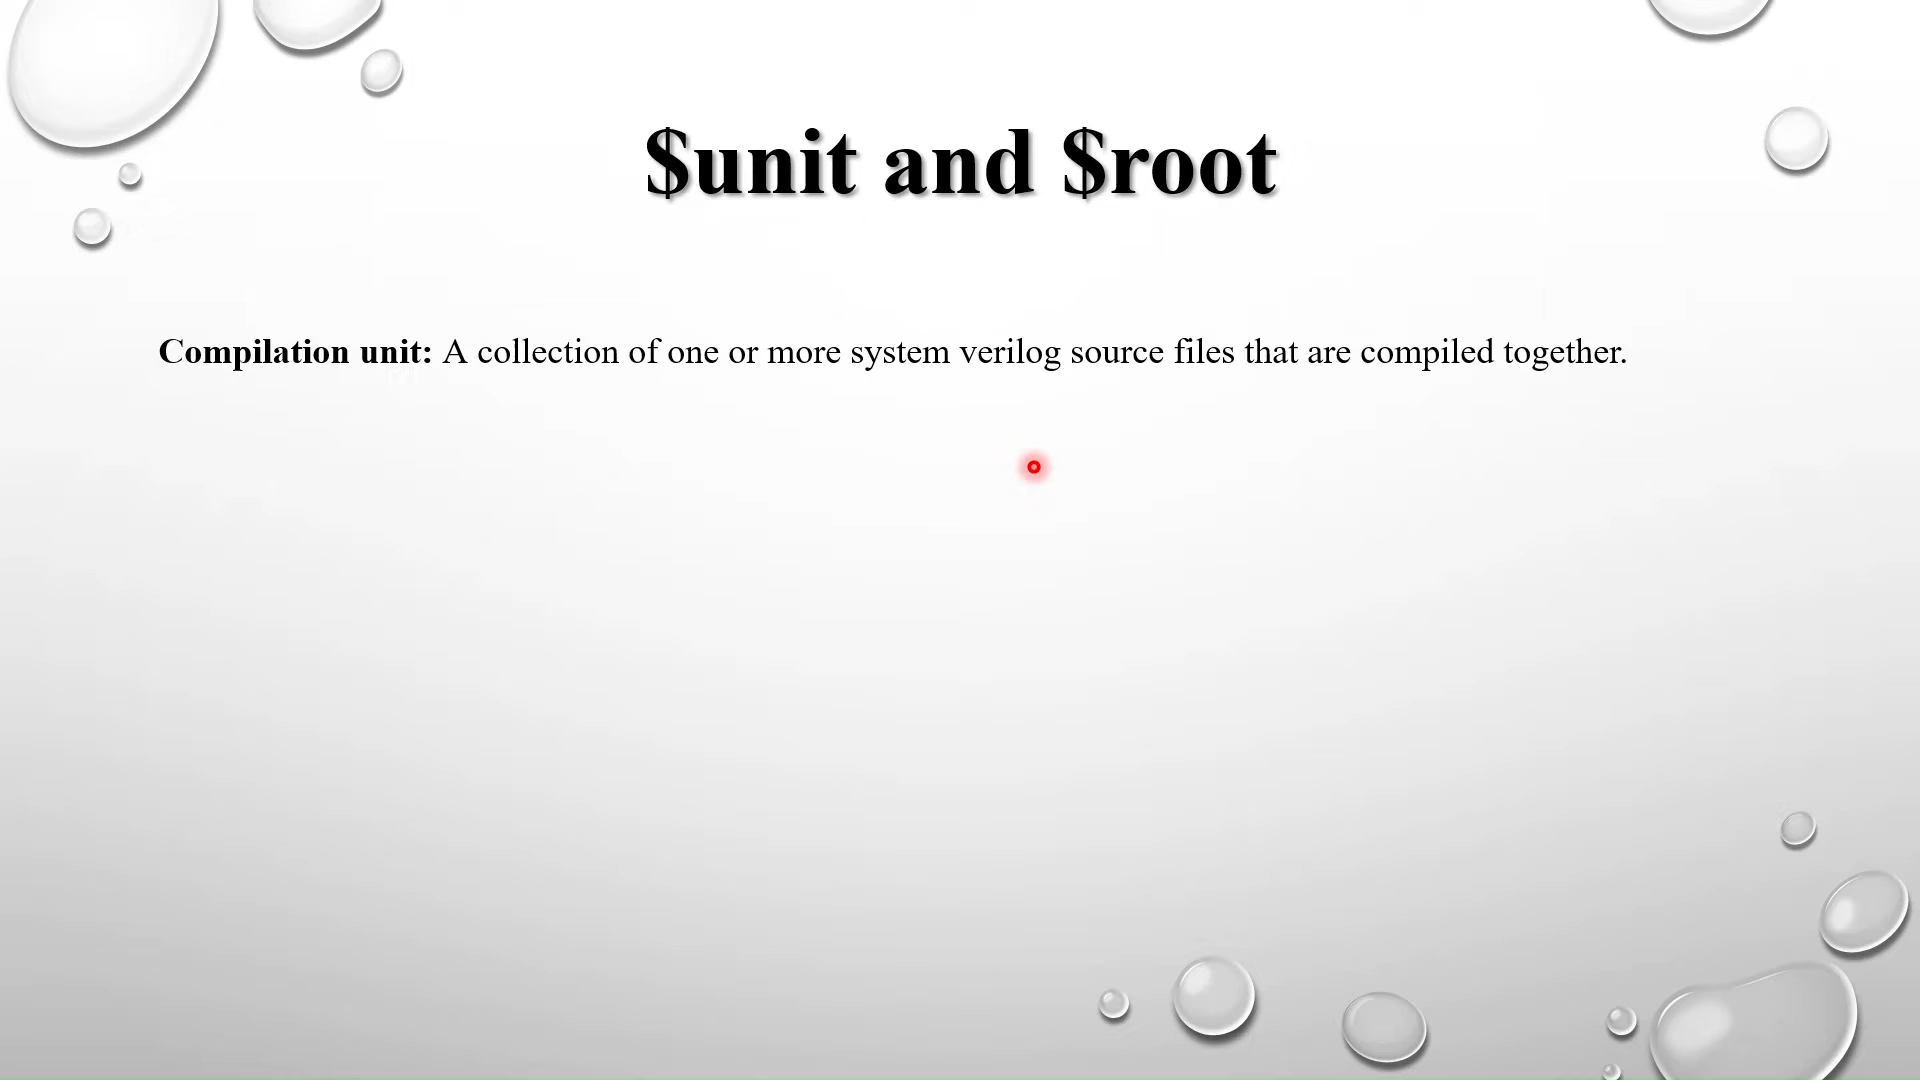 $unit and $root
Compilation unit: A collection of one or more system verilog source files that are compiled together.